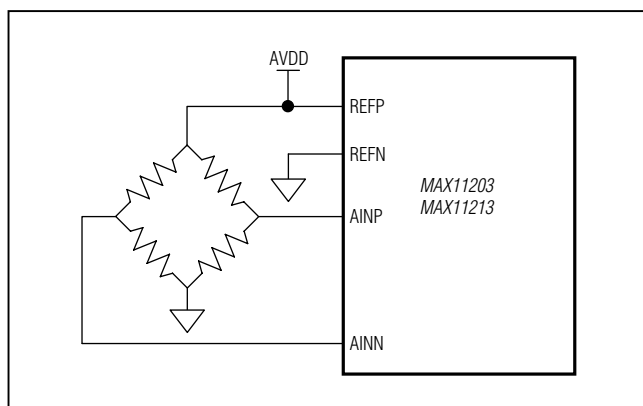 AVDD
REFP
REFN
MAX11203
MAX11213
AINP
AINN